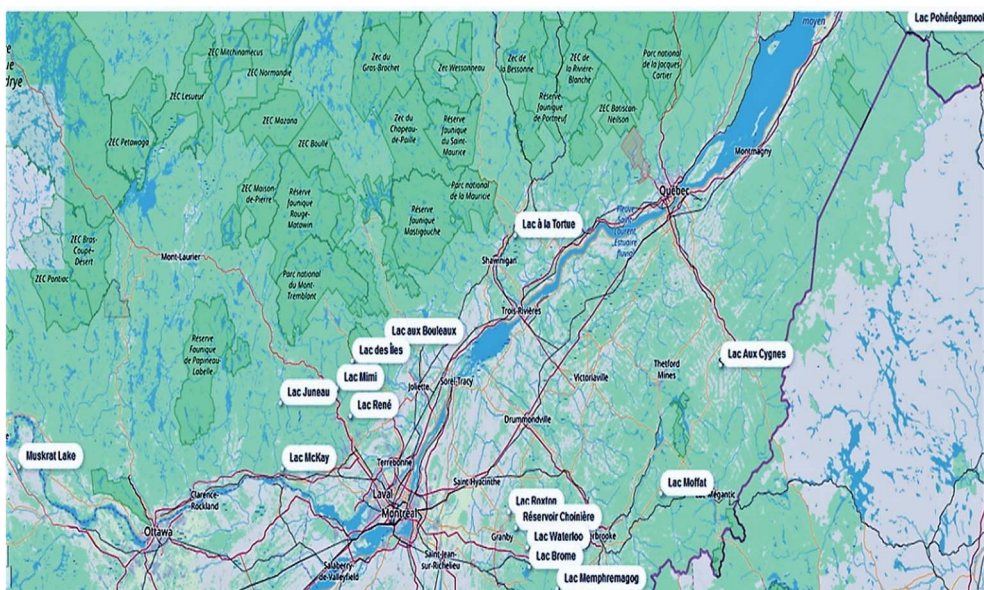 moyen
Lac Pohénégamook
ZEC Mitchinamecus
ZEC Normandie
Zec du
Gros-Brochet
Zec Wessonneau
Zec de
la Bessonne
ZEC de
la Rivière-
Blanche
Parc national
de la Jacques
Cartier
ZEC Lesueur
ZEC Mazana
ZEC Boullé
Zec du
Chapeau-
de-Paille
Réserve
faunique
du Saint-
Maurice
Réserve
faunique
de Portneuf
ZEC Batiscan-
Neilson
ZEC Petawaga
Montmagny
ZEC Maison-
de-Pierre
Réserve
faunique
Rouge-
Matawin
Parc national
de la Mauricie
Réserve
faunique
Mastigouche
Québec
Fleuve
Saint-
Laurent
Estuaire
fluvial
Lac à la Tortue
ZEC Bras-
Coupé-
Désert
ZEC Pontiac
Mont-Laurier
Parc national
du Mont-
Tremblant
Shawinigan
Trois-Rivières
Réserve
Faunique
de Papineau-
Labelle
Lac aux Bouleaux
Lac des Îles
Lac Mimi
Lac Juneau
Lac René
Joliette
Sorel-Tracy
Victoriaville
Thetford
Mines
Lac Aux Cygnes
Drummondville
Muskrat Lake
Lac McKay
Terrebonne
Laval
Montréal
Saint Hyacinthe
Clarence-
Rockland
Ottawa
Lac Moffat
Lac Roxton
Réservoir Choinière
Lac Waterloo
Lac Brome
Lac Memphremagog
Granby
Saint-Jean-
sur-Richelieu
Salaberry-
de-Valleyfield